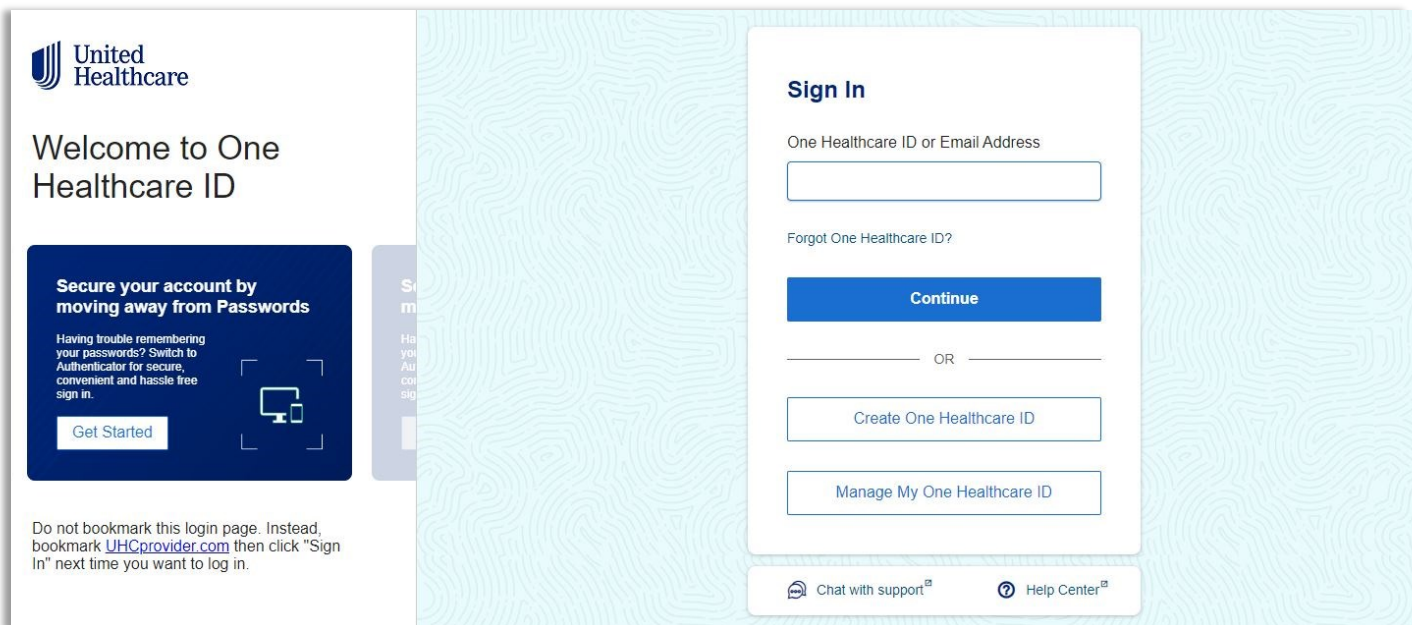 United
Healthcare
Welcome to One
Healthcare ID
Secure your account by
moving away from Passwords
Having trouble remembering
your passwords? Switch to
Authenticator for secure,
convenient and hassle free
sign in.
Get Started
Do not bookmark this login page. Instead,
bookmark UHCprovider.com then click "Sign
In" next time you want to log in.
Sign In
One Healthcare ID or Email Address
Forgot One Healthcare ID?
Continue
OR
Create One Healthcare ID
Manage My One Healthcare ID
Chat with support
Help Center